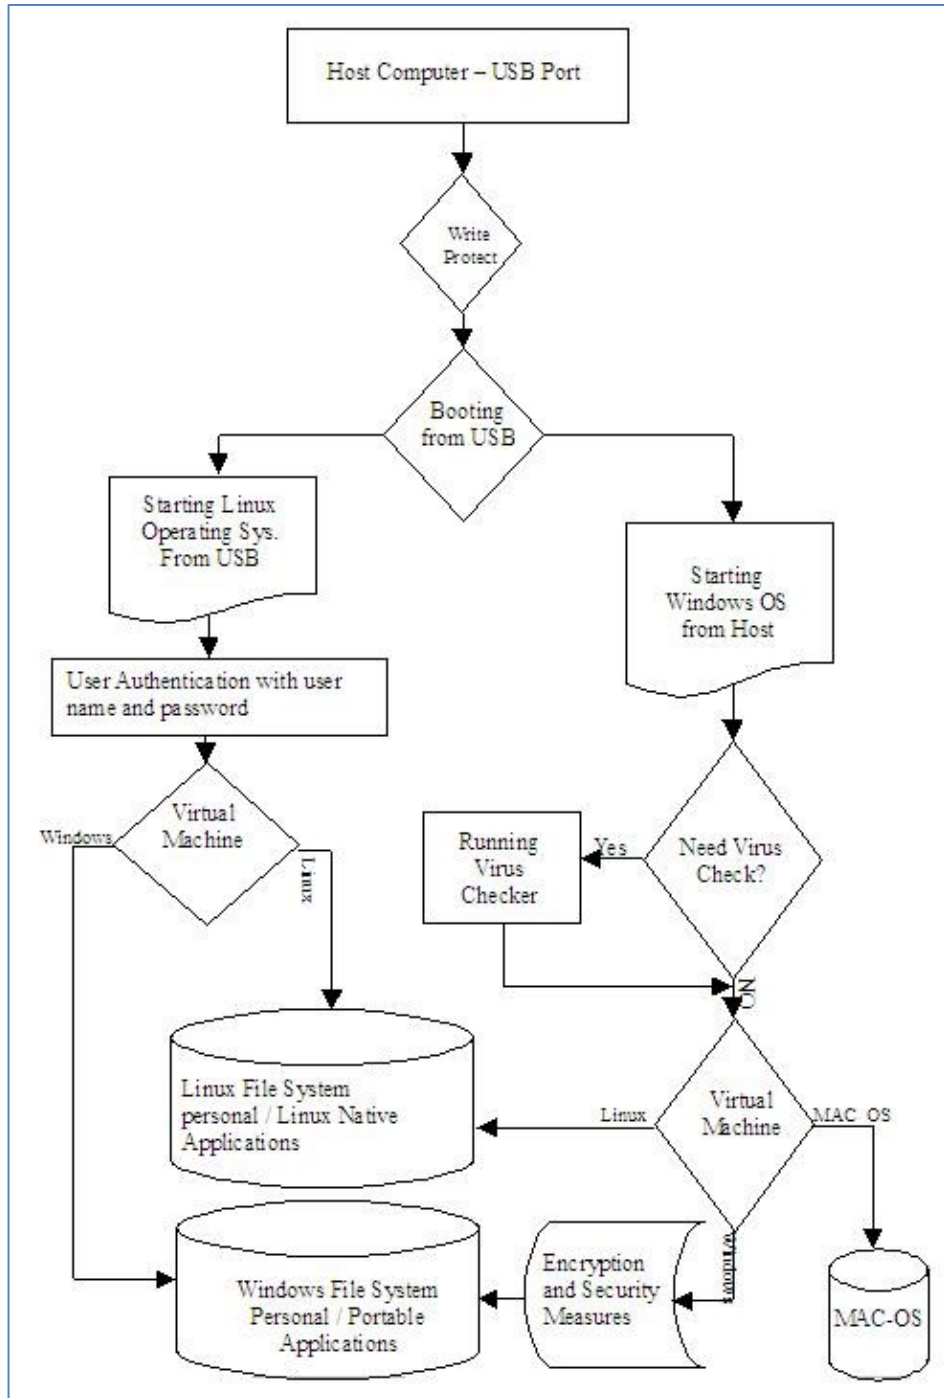 Host Computer – USB Port
Write
Protect
Booting
from USB
Starting Linux
Operating Sys.
From USB
Starting
Windows OS
from Host
User Authentication with user
name and password
Virtual
Machine
Windows
Linux
Running
Virus
Checker
Yes
Need Virus
Check?
NO
Linux File System
personal / Linux Native
Applications
Linux
Virtual
Machine
MAC_OS
Windows
Windows File System
Personal / Portable
Applications
Encryption
and Security
Measures
MAC-OS